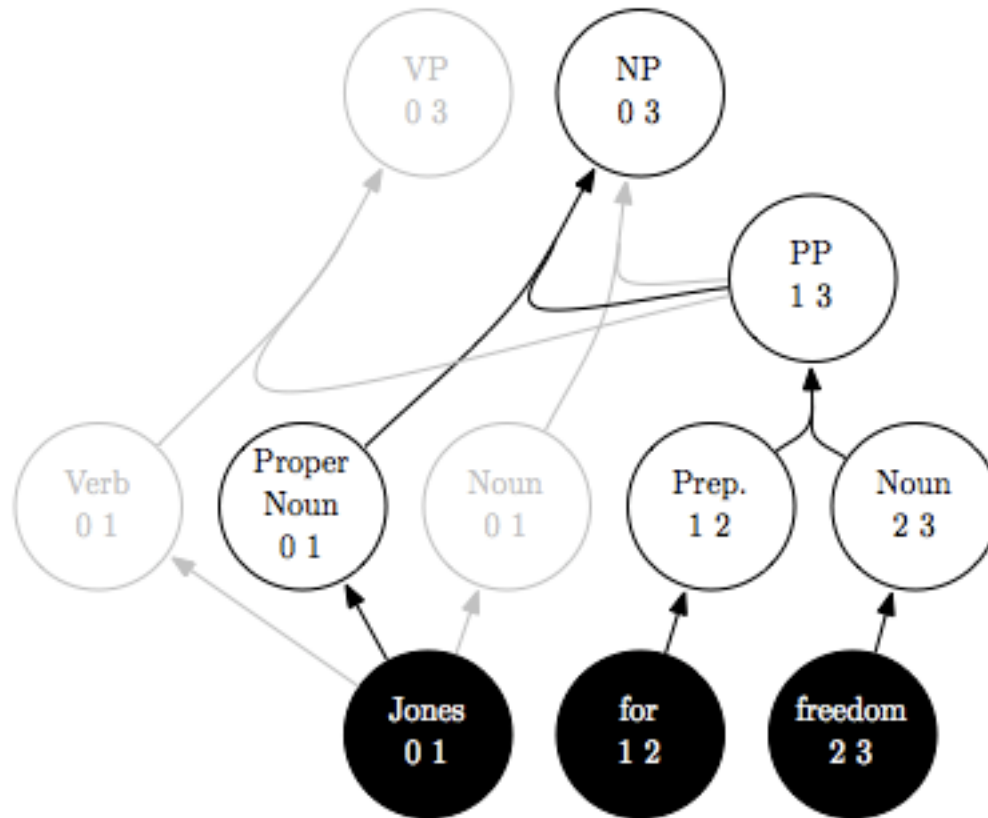 VP
0 3
NP
0 3
PP
1 3
Verb
0 1
Proper
Noun
0 1
Noun
0 1
Prep.
1 2
Noun
2 3
Jones
0 1
for
1 2
freedom
2 3